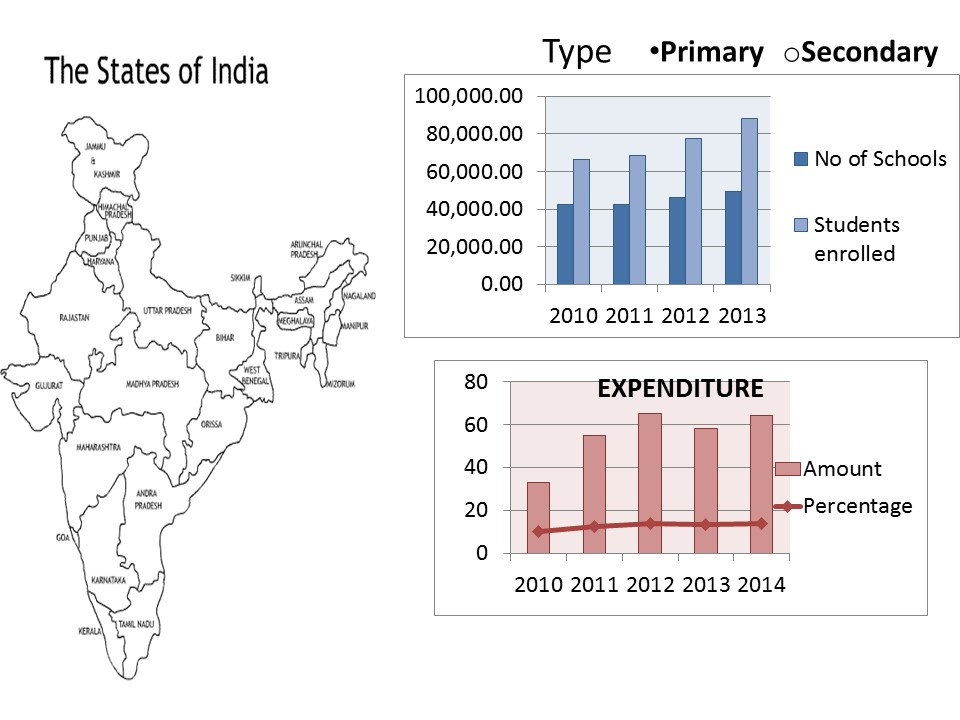 The States of India
JAMMU
&
KASHMIR
HIMACHAL
PRADESH
PUNJAB
HARYANA
RAJASTAN
UTTAR PRADESH
SIKKIM
ARUNCHAL
PRADESH
ASSAM
NAGALAND
MEGHALAYA
MANIPUR
BIHAR
TRIPURA
WEST
BENGAL
MIZORUM
GUJURAT
MADHYA PRADESH
ORISSA
MAHARASHTRA
ANDRA
PRADESH
GOA
KARNATAKA
TAMIL NADU
KERALA
Type •Primary oSecondary
100,000.00
80,000.00
60,000.00
40,000.00
20,000.00
0.00
2010 2011 2012 2013
No of Schools
Students
enrolled
EXPENDITURE
80
60
40
20
0
2010 2011 2012 2013 2014
Amount
Percentage